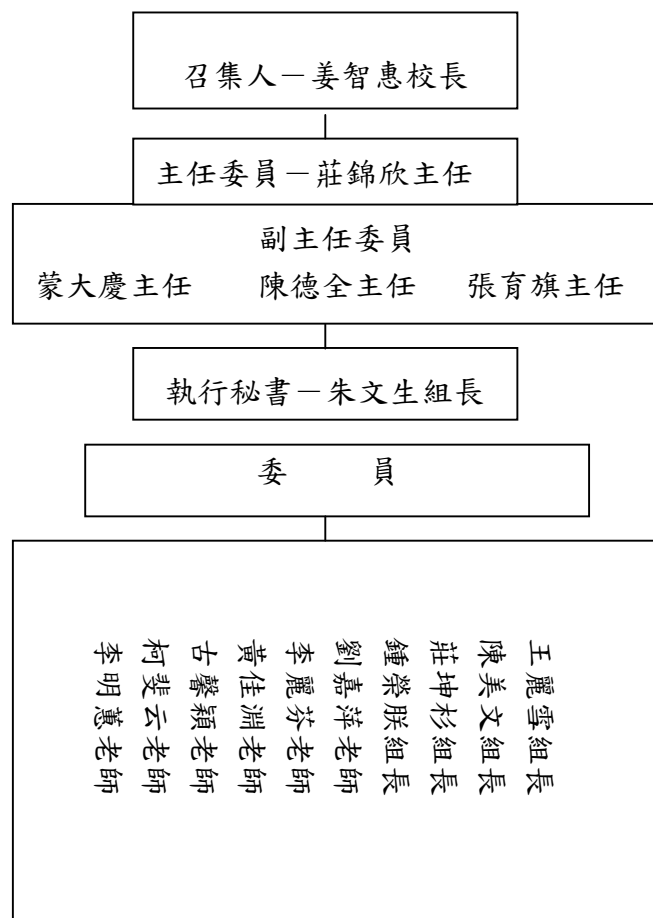 召集人－姜智惠校長
主任委員－莊錦欣主任
副主任委員
蒙大慶主任　陳德全主任　張育旗主任
執行秘書－朱文生組長
委　員
王麗雪組長
陳美文組長
莊坤杉組長
鍾榮朕組長
劉嘉萍老師
李麗芬老師
黃佳淵老師
古馨穎老師
柯斐云老師
李明蕙老師